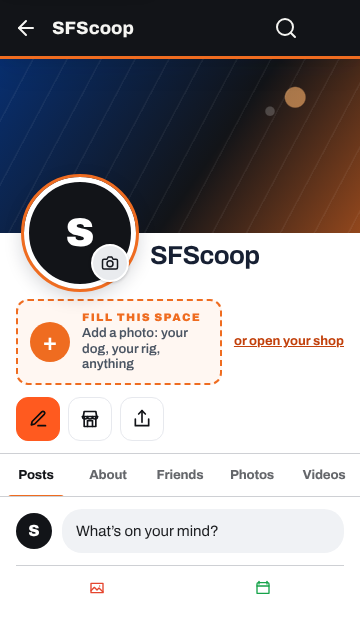 SFScoop
S
SFScoop
FILL THIS SPACE
Add a photo: your
dog, your rig,
anything
+
or open your shop
Posts
About
Friends
Photos
Videos
S
What's on your mind?